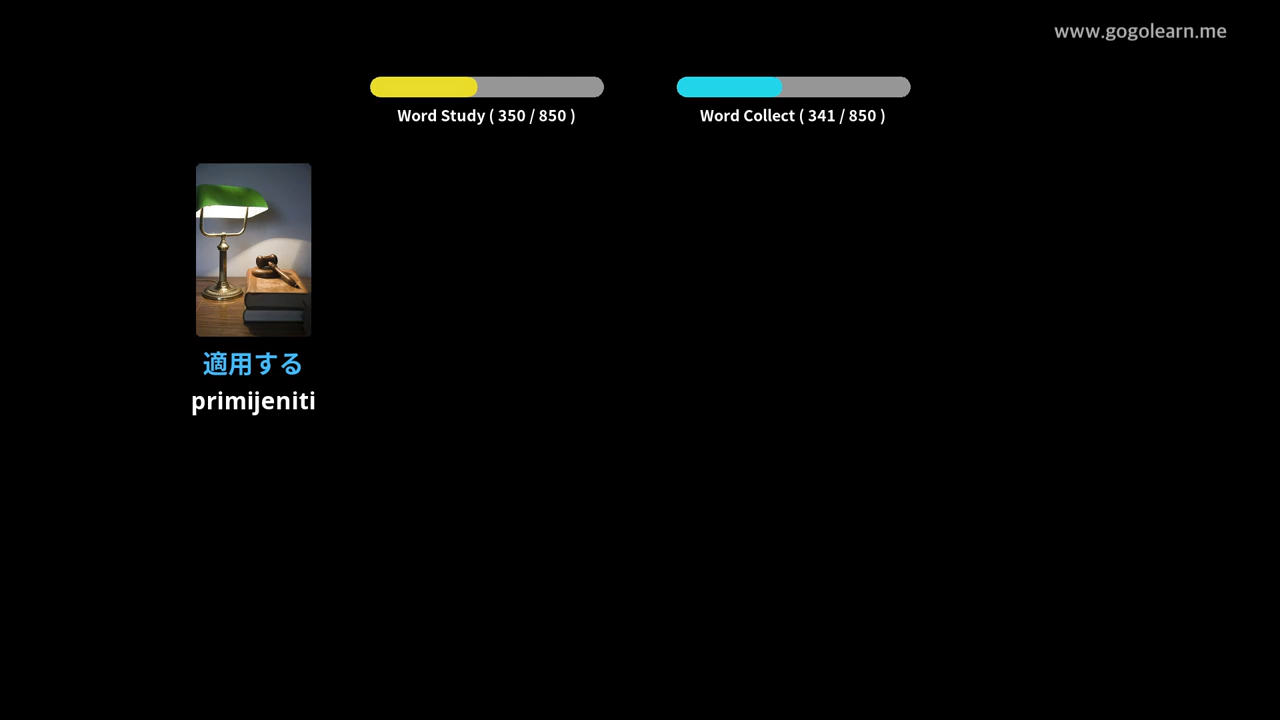 www.gogolearn.me
Word Study ( 350 / 850 )
Word Collect ( 341 / 850 )
適用する
primijeniti